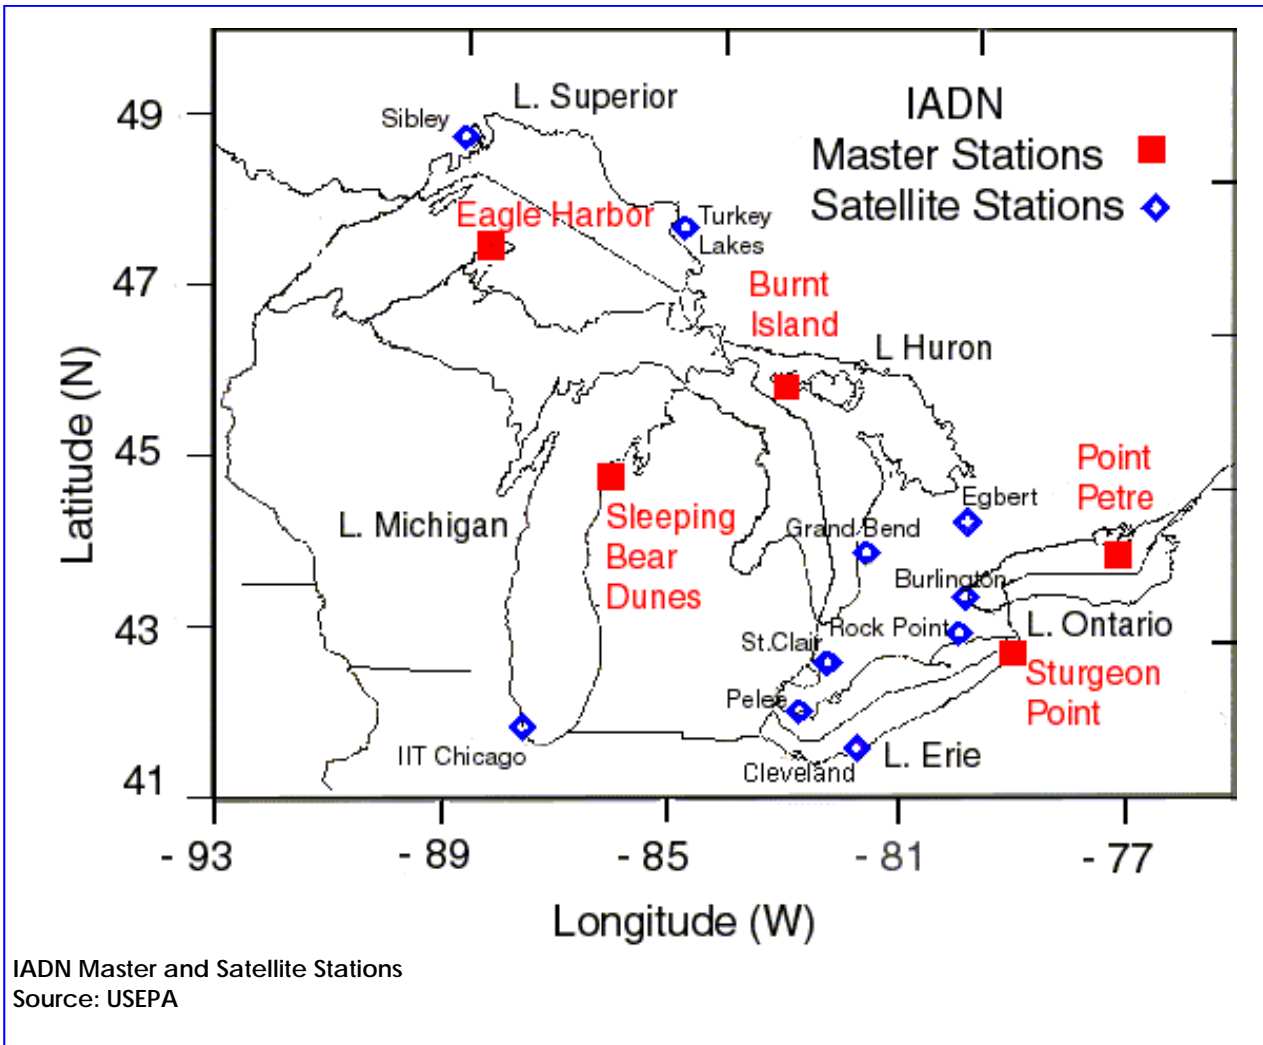 IADN
Master Stations
Satellite Stations
L. Superior
Sibley
Eagle Harbor
Turkey
Lakes
Burnt
Island
L Huron
Point
Petre
Egbert
L. Michigan
Sleeping
Bear
Dunes
Grand Bend
Burlington
Rock Point
L. Ontario
St.Clair
Sturgeon
Point
Pelee
IIT Chicago
Cleveland
L. Erie
49
47
45
43
41
Latitude (N)
- 93
- 89
- 85
- 81
- 77
Longitude (W)
IADN Master and Satellite Stations
Source: USEPA